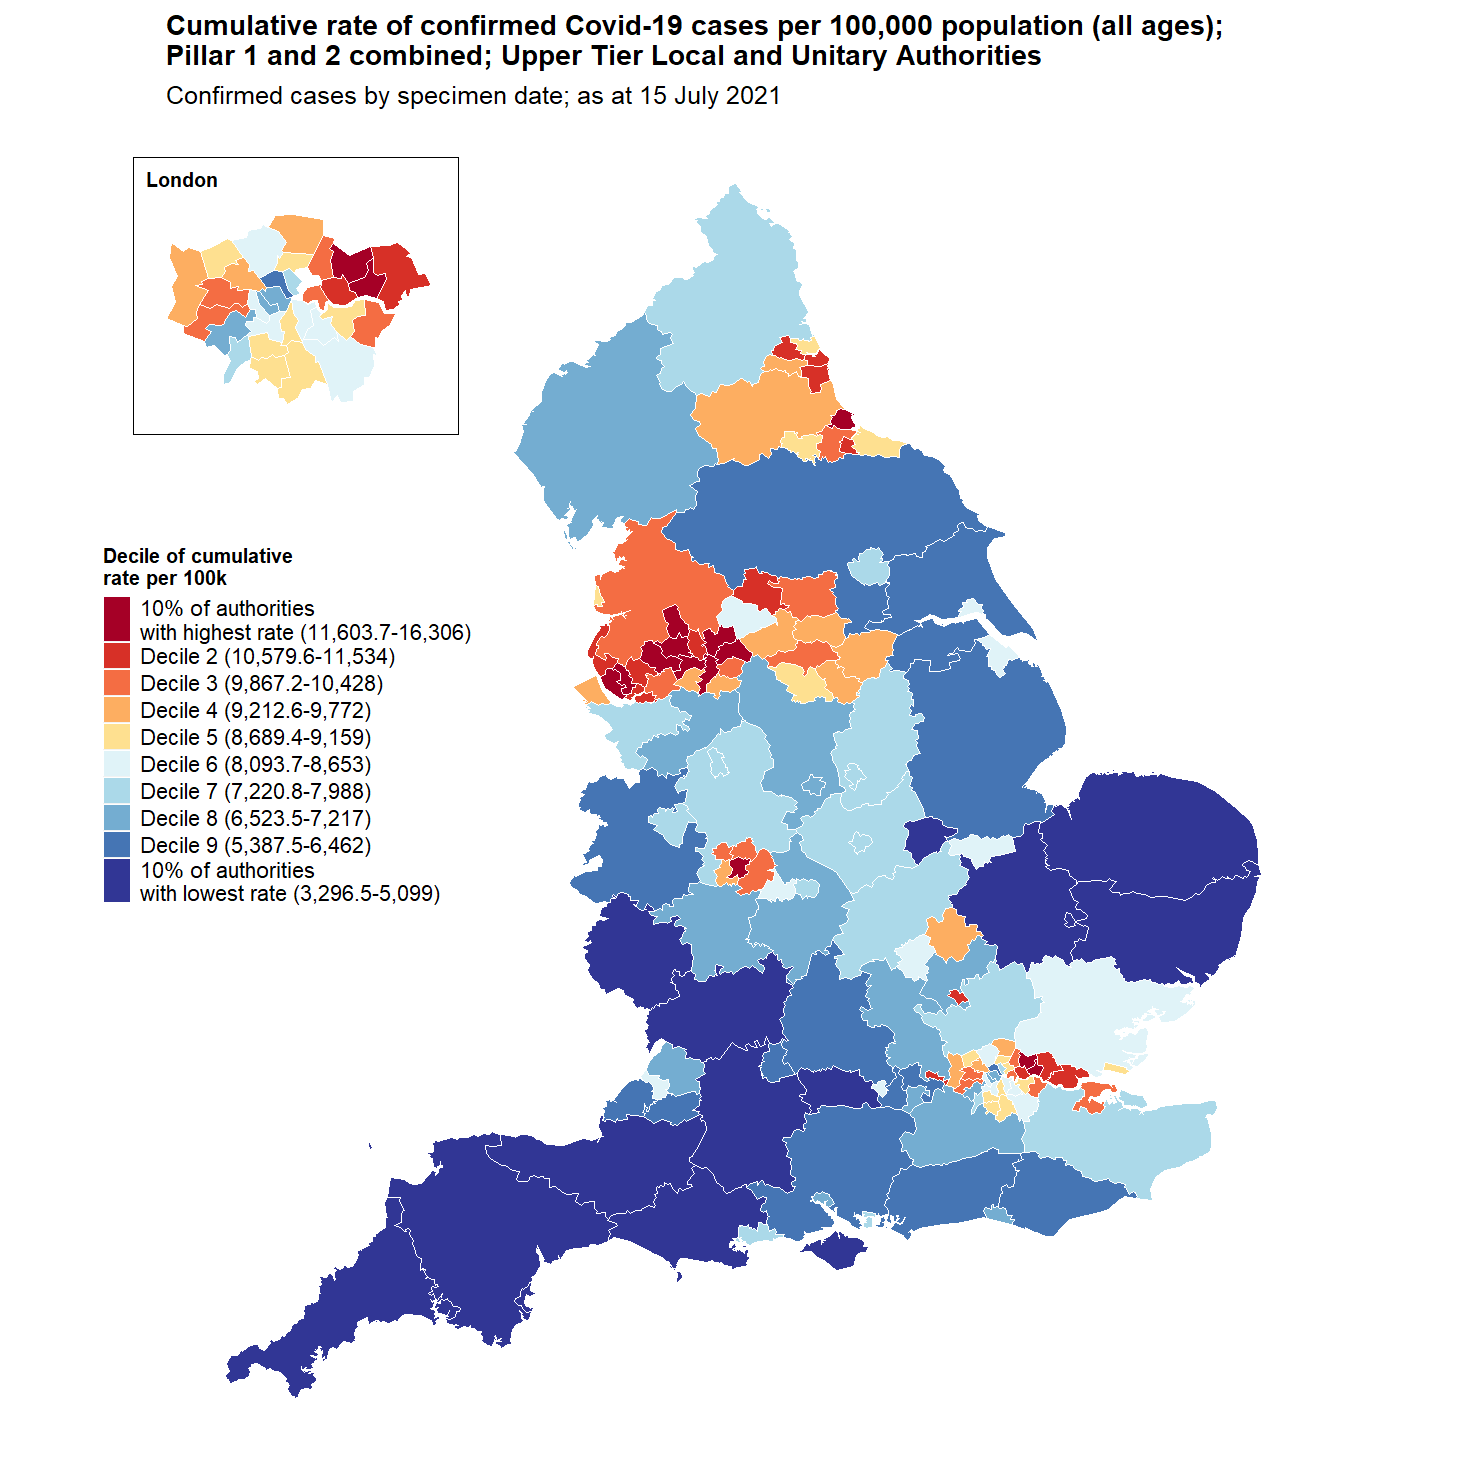 Cumulative rate of confirmed Covid-19 cases per 100,000 population (all ages);
Pillar 1 and 2 combined; Upper Tier Local and Unitary Authorities
Confirmed cases by specimen date; as at 15 July 2021
London
Decile of cumulative
rate per 100k
10% of authorities
with highest rate (11,603.7-16,306)
Decile 2 (10,579.6-11,534)
Decile 3 (9,867.2-10,428)
Decile 4 (9,212.6-9,772)
Decile 5 (8,689.4-9,159)
Decile 6 (8,093.7-8,653)
Decile 7 (7,220.8-7,988)
Decile 8 (6,523.5-7,217)
Decile 9 (5,387.5-6,462)
10% of authorities
with lowest rate (3,296.5-5,099)